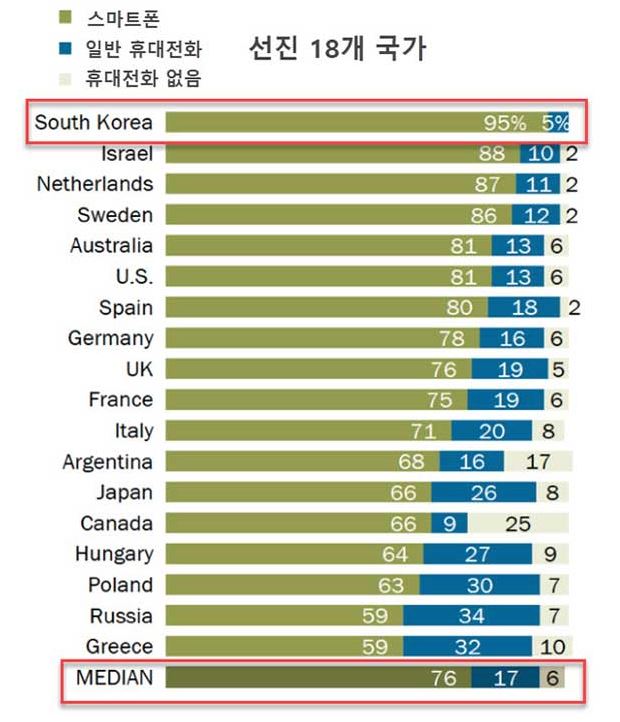 스마트폰
일반 휴대전화
휴대전화 없음
선진 18개 국가
South Korea 95% 5%
Israel 88 10 2
Netherlands 87 11 2
Sweden 86 12 2
Australia 81 13 6
U.S. 81 13 6
Spain 80 18 2
Germany 78 16 6
UK 76 19 5
France 75 19 6
Italy 71 20 8
Argentina 68 16 17
Japan 66 26 8
Canada 66 9 25
Hungary 64 27 9
Poland 63 30 7
Russia 59 34 7
Greece 59 32 10
MEDIAN 76 17 6